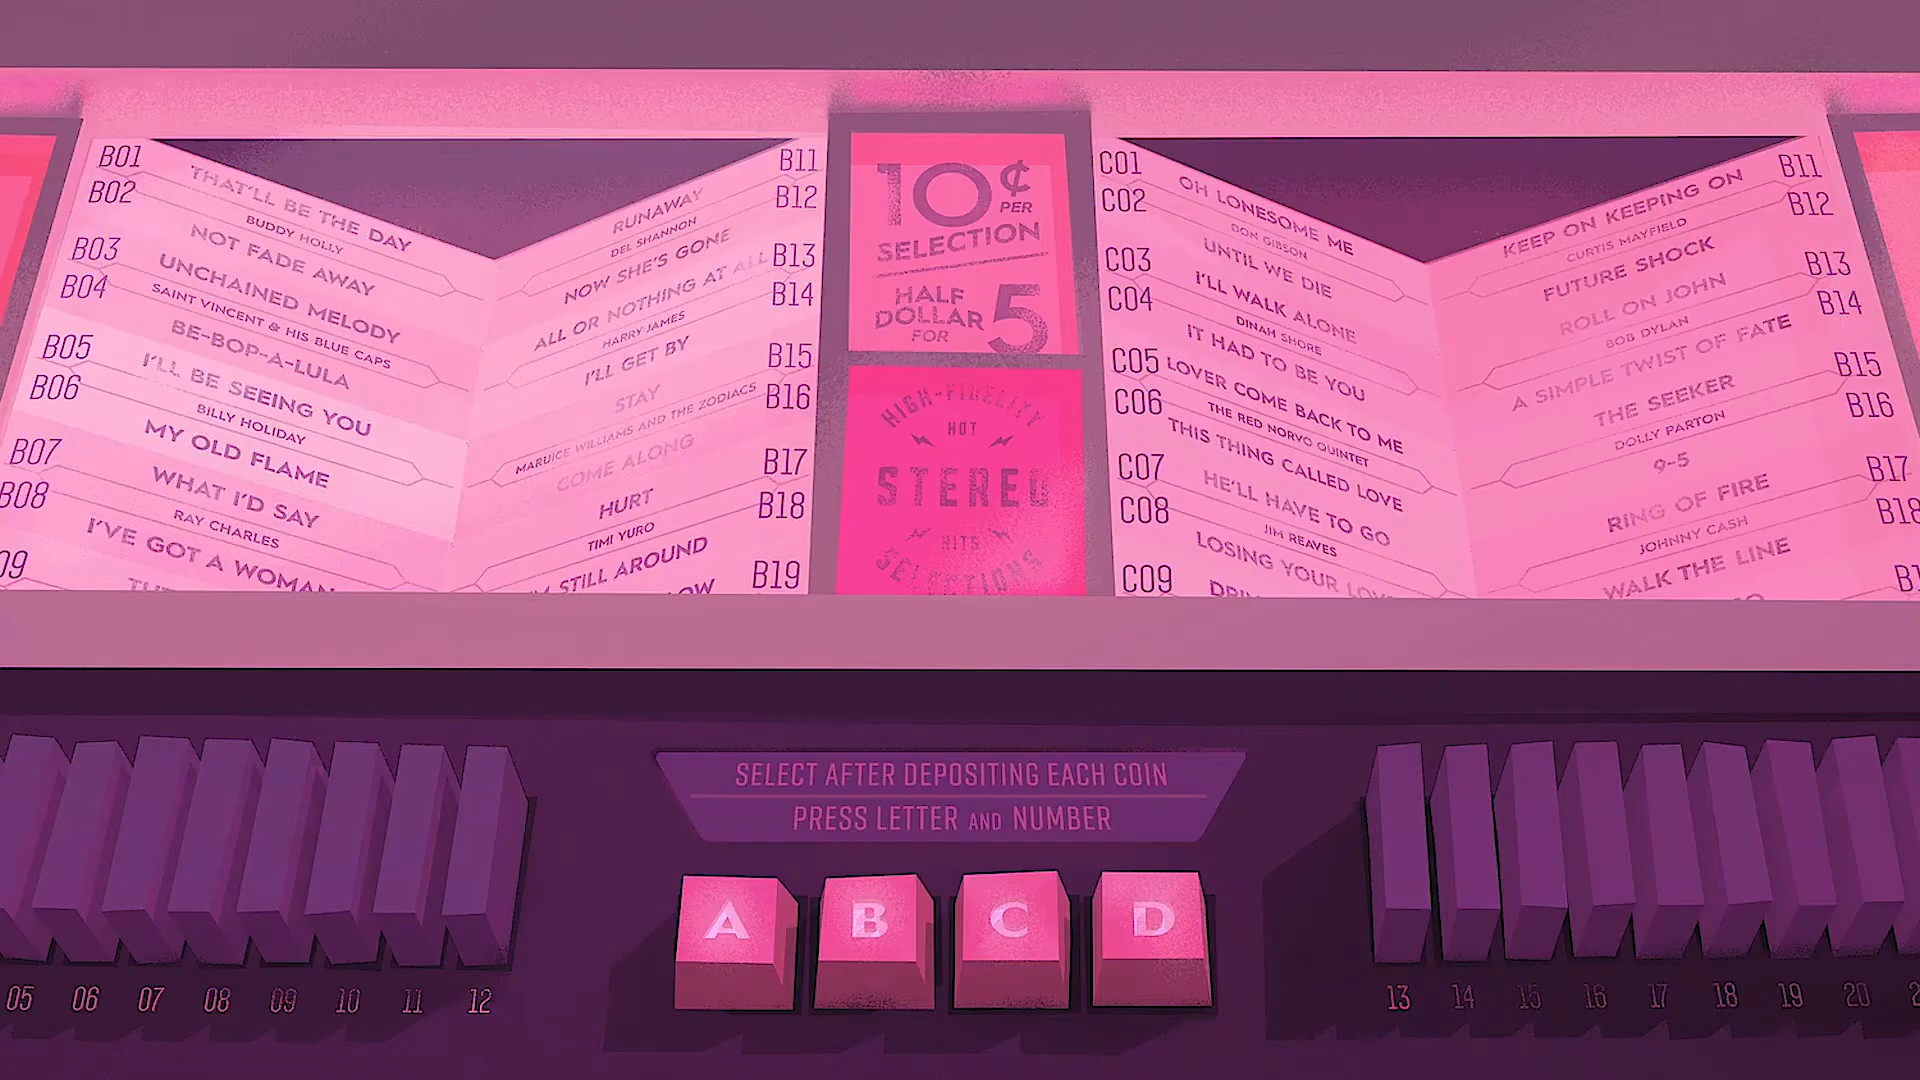 B01
THAT'LL BE THE DAY
B02
BUDDY HOLLY
NOT FADE AWAY
B03
UNCHAINED MELODY
B04
SAINT VINCENT & HIS BLUE CAPS
BE-BOP-A-LULA
B05
I'LL BE SEEING YOU
B06
BILLY HOLIDAY
MY OLD FLAME
B07
WHAT I'D SAY
B08
RAY CHARLES
I'VE GOT A WOMAN
09
B11
RUNAWAY
B12
DEL SHANNON
NOW SHE'S GONE
B13
ALL OR NOTHING AT ALL
B14
HARRY JAMES
I'LL GET BY
B15
STAY
B16
MARUICE WILLIAMS AND THE ZODIACS
COME ALONG
B17
HURT
B18
TIMI YURO
STILL AROUND
B19
10¢ PER
SELECTION
HALF
DOLLAR
FOR 5
HIGH-FIDELITY
HOT
STEREO
HITS
SELECTIONS
C01
OH LONESOME ME
C02
DON GIBSON
UNTIL WE DIE
C03
I'LL WALK ALONE
C04
DINAH SHORE
IT HAD TO BE YOU
C05
LOVER COME BACK TO ME
C06
THE RED NORVO QUINTET
THIS THING CALLED LOVE
C07
HE'LL HAVE TO GO
C08
JIM REAVES
LOSING YOUR LOVE
C09
B11
KEEP ON KEEPING ON
B12
CURTIS MAYFIELD
FUTURE SHOCK
B13
ROLL ON JOHN
B14
BOB DYLAN
A SIMPLE TWIST OF FATE
B15
THE SEEKER
B16
DOLLY PARTON
9-5
B17
RING OF FIRE
B18
JOHNNY CASH
WALK THE LINE
SELECT AFTER DEPOSITING EACH COIN
PRESS LETTER AND NUMBER
A B C D
05 06 07 08 09 10 11 12
13 14 15 16 17 18 19 20